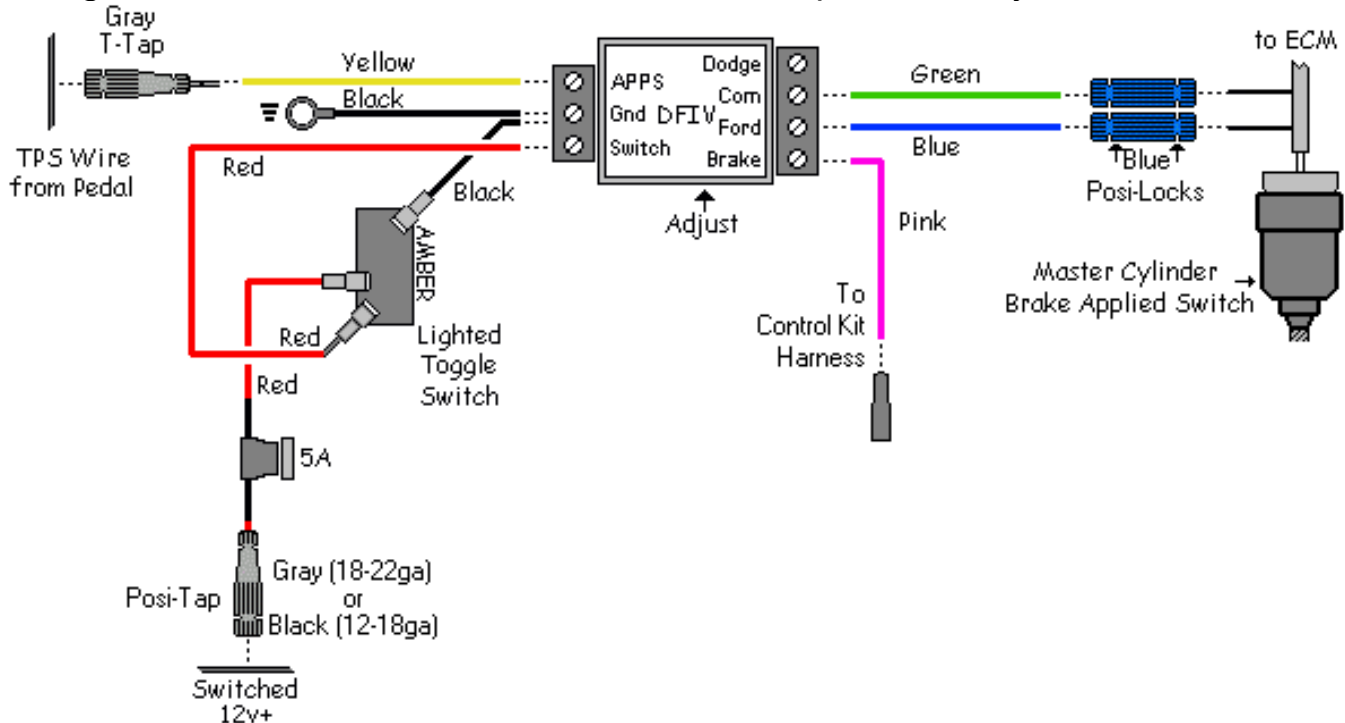 Gray
T-Tap
Yellow
Black
TPS Wire
from Pedal
Red
Black
APPS
Gnd
DFIV
Switch
Dodge
Com
Ford
Brake
Adjust
Green
Blue
Blue
Posi-Locks
to ECM
Pink
Master Cylinder
Brake Applied Switch
To
Control Kit
Harness
AMBER
Lighted
Toggle
Switch
Red
Red
5A
Posi-Tap
Gray (18-22ga)
or
Black (12-18ga)
Switched
12v+